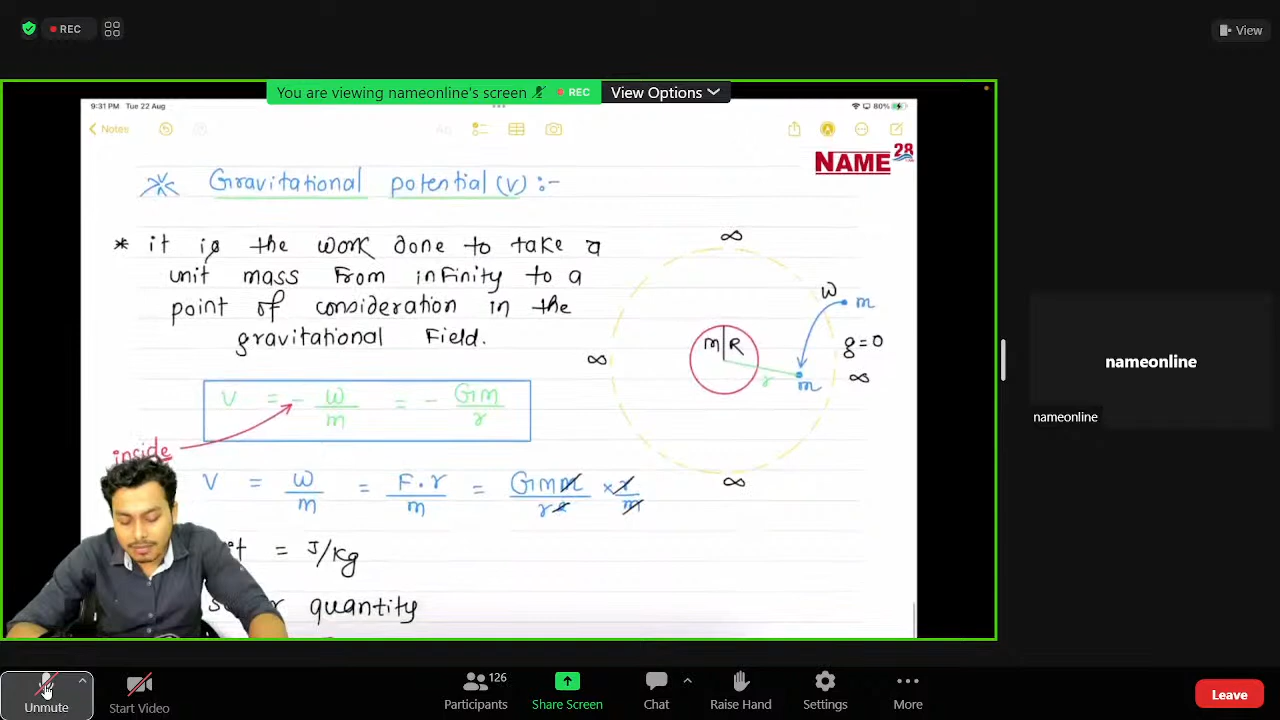 REC
View
You are viewing nameonline's screen REC View Options
9:31 PM Tue 22 Aug
80%
Notes
NAME 28
Gravitational potential (v) :-
* it is the work done to take a
unit mass from infinity to a
point of consideration in the
gravitational Field.
∞
W
m
m R
g=0
∞
r
m
∞
∞
V = - W/m = - Gm/r
inside
V = W/m = F.r/m = Gmm/r² × r/m
it = J/kg
quantity
nameonline
nameonline
Unmute
Start Video
126
Participants
Share Screen
Chat
Raise Hand
Settings
More
Leave